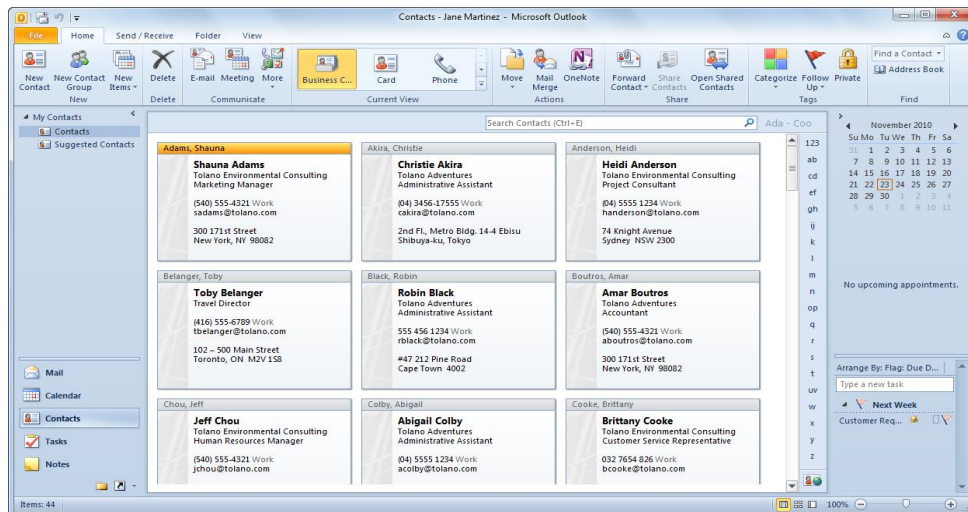 Contacts - Jane Martinez - Microsoft Outlook
File Home Send / Receive Folder View
New Contact
New Contact Group
New Items
New
Delete
Delete
E-mail Meeting More
Communicate
Business C... Card Phone
Current View
Move
Mail Merge
OneNote
Actions
Forward Contact
Share Contacts
Open Shared Contacts
Share
Categorize
Follow Up
Private
Tags
Find a Contact
Address Book
Find
My Contacts
Contacts
Suggested Contacts
Search Contacts (Ctrl+E)
Ada - Coo
Adams, Shauna
Shauna Adams
Tolano Environmental Consulting
Marketing Manager
(540) 555-4321 Work
sadams@tolano.com
300 171st Street
New York, NY 98082
Akira, Christie
Christie Akira
Tolano Adventures
Administrative Assistant
(04) 3456-17555 Work
cakira@tolano.com
2nd Fl., Metro Bldg. 14-4 Ebisu
Shibuya-ku, Tokyo
Anderson, Heidi
Heidi Anderson
Tolano Environmental Consulting
Project Consultant
(04) 5555 1234 Work
handerson@tolano.com
74 Knight Avenue
Sydney NSW 2300
Belanger, Toby
Toby Belanger
Travel Director
(416) 555-6789 Work
tbelanger@tolano.com
102 – 500 Main Street
Toronto, ON M2V 1S8
Black, Robin
Robin Black
Tolano Adventures
555 456 1234 Work
rblack@tolano.com
#47 212 Pine Road
Cape Town 4002
Boutros, Amar
Amar Boutros
Tolano Adventures
Accountant
(540) 555-4321 Work
aboutros@tolano.com
300 171st Street
New York, NY 98082
Chou, Jeff
Jeff Chou
Tolano Environmental Consulting
Human Resources Manager
(540) 555-4321 Work
jchou@tolano.com
Colby, Abigail
Abigail Colby
Tolano Adventures
Administrative Assistant
(04) 5555 1234 Work
acolby@tolano.com
Cooke, Brittany
Brittany Cooke
Tolano Environmental Consulting
Customer Service Representative
032 7654 826 Work
bcooke@tolano.com
123
ab
cd
ef
gh
ij
k
l
m
n
op
q
r
s
t
uv
w
x
y
z
November 2010
Su Mo Tu We Th Fr Sa
31 1 2 3 4 5 6
7 8 9 10 11 12 13
14 15 16 17 18 19 20
21 22 23 24 25 26 27
28 29 30 1 2 3 4
5 6 7 8 9 10 11
No upcoming appointments.
Arrange By: Flag: Due D...
Type a new task
Next Week
Customer Req...
Mail
Calendar
Contacts
Tasks
Notes
Items: 44
100%